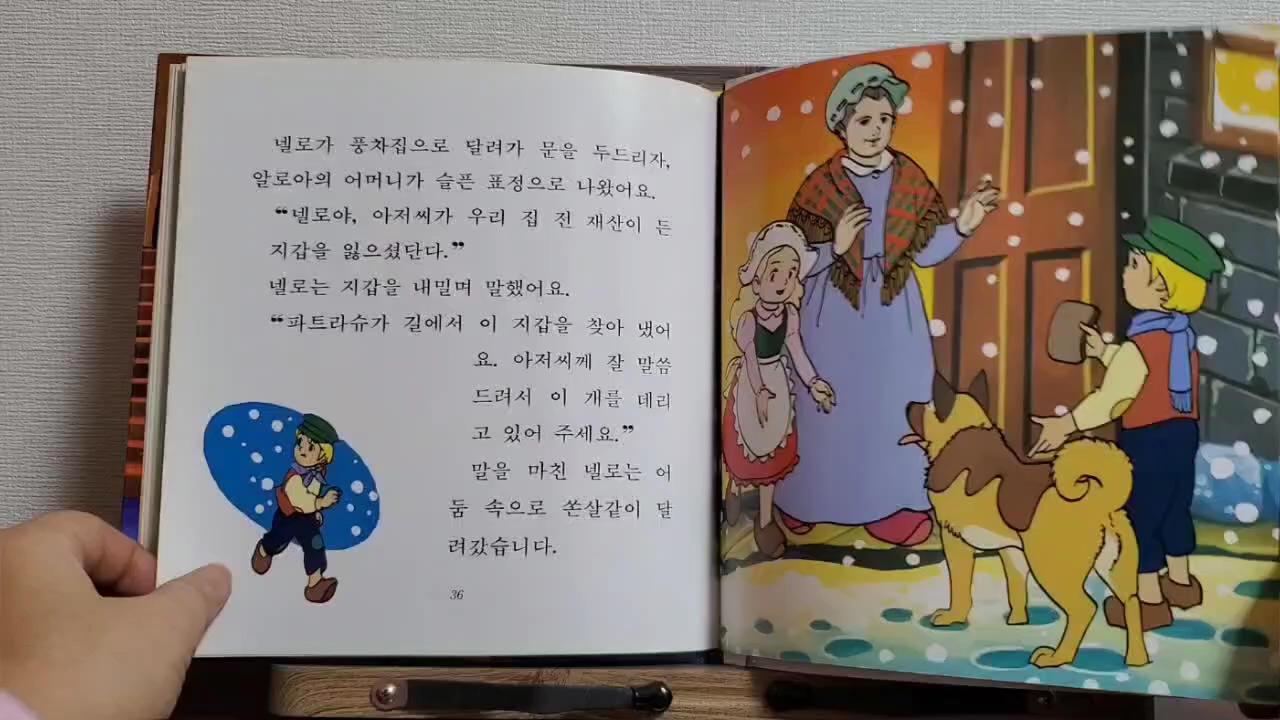 넬로가 풍차집으로 달려가 문을 두드리자,
알로아의 어머니가 슬픈 표정으로 나왔어요.
❝넬로야, 아저씨가 우리 집 전 재산이 든
지갑을 잃으셨단다.❞
넬로는 지갑을 내밀며 말했어요.
❝파트라슈가 길에서 이 지갑을 찾아 냈어
요. 아저씨께 잘 말씀
드려서 이 개를 데리
고 있어 주세요.❞
말을 마친 넬로는 어
둠 속으로 쏜살같이 달
려갔습니다.
36